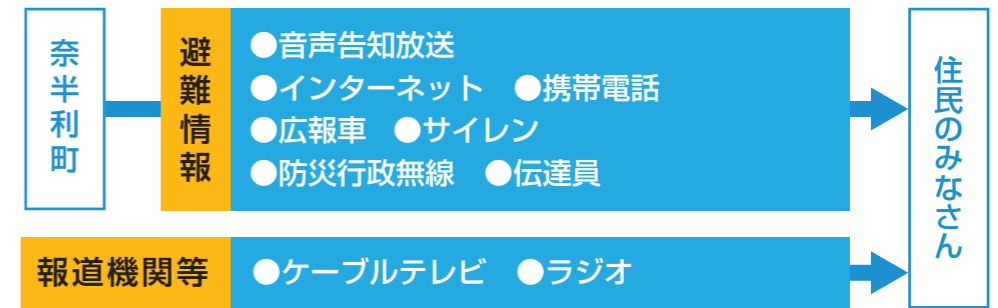 奈半利町
避難情報
●音声告知放送
●インターネット ●携帯電話
●広報車 ●サイレン
●防災行政無線 ●伝達員
報道機関等
●ケーブルテレビ ●ラジオ
住民のみなさん